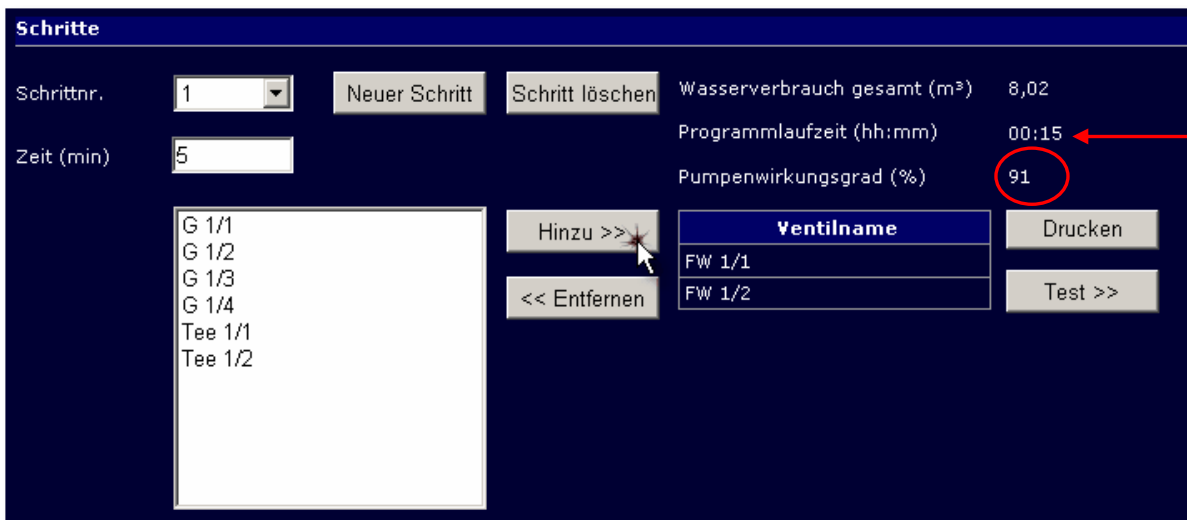 Schritte
Schrittnr. 1 Neuer Schritt Schritt löschen
Wasserverbrauch gesamt (m³) 8,02
Programmlaufzeit (hh:mm) 00:15
Zeit (min) 5
Pumpenwirkungsgrad (%) 91
G 1/1
G 1/2
G 1/3
G 1/4
Tee 1/1
Tee 1/2
Hinzu >>
<< Entfernen
Ventilname
FW 1/1
FW 1/2
Drucken
Test >>